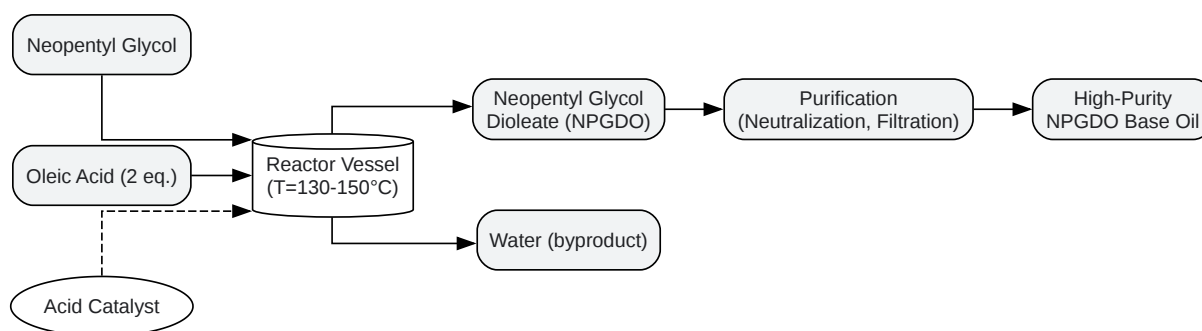 Neopentyl Glycol
Oleic Acid (2 eq.)
Acid Catalyst
Reactor Vessel
(T=130-150°C)
Neopentyl Glycol
Dioleate (NPGDO)
Water (byproduct)
Purification
(Neutralization, Filtration)
High-Purity
NPGDO Base Oil